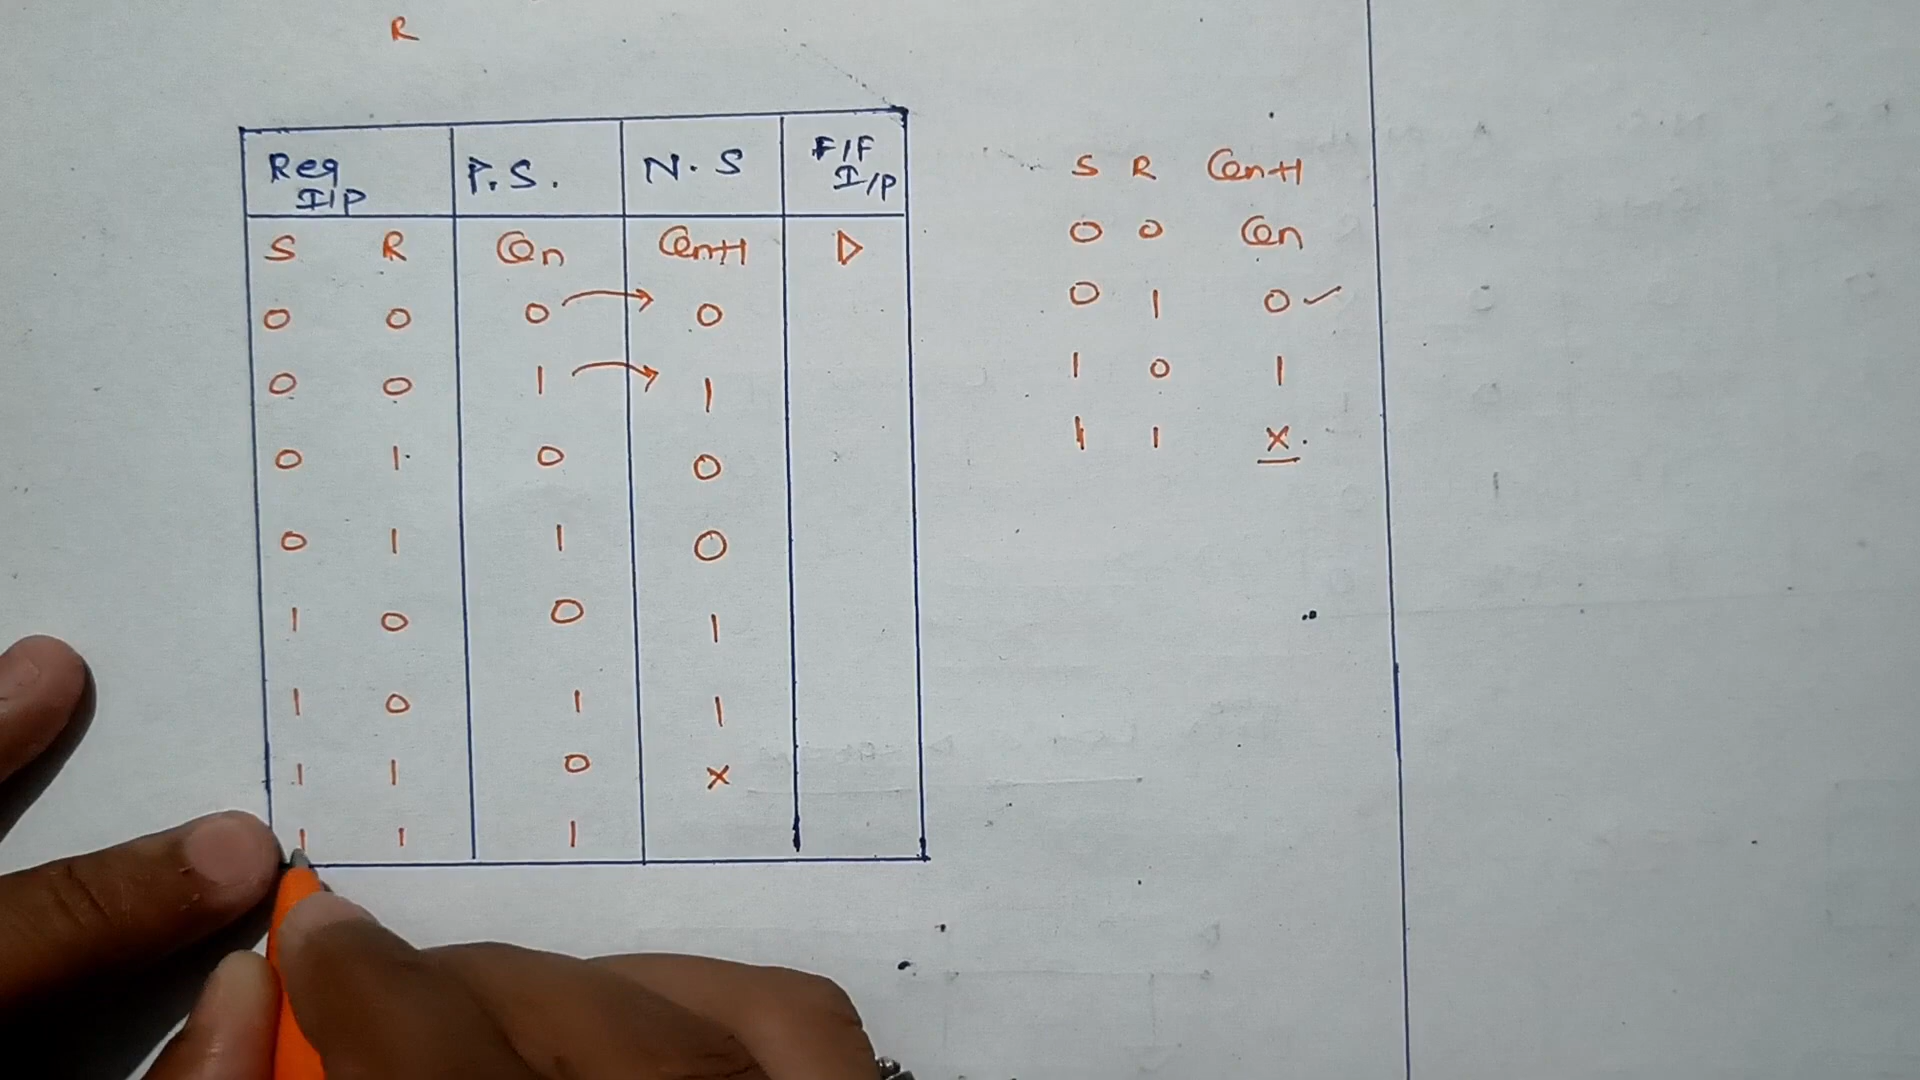 R
Req I/P P.S. N.S F/F I/P
S R Qn Qn+1 D
0 0 0 0
0 0 1 1
0 1 0 0
0 1 1 0
1 0 0 1
1 0 1 1
1 1 0 X
1 1 1
S R Qn+1
0 0 Qn
0 1 0 ✓
1 0 1
1 1 X.